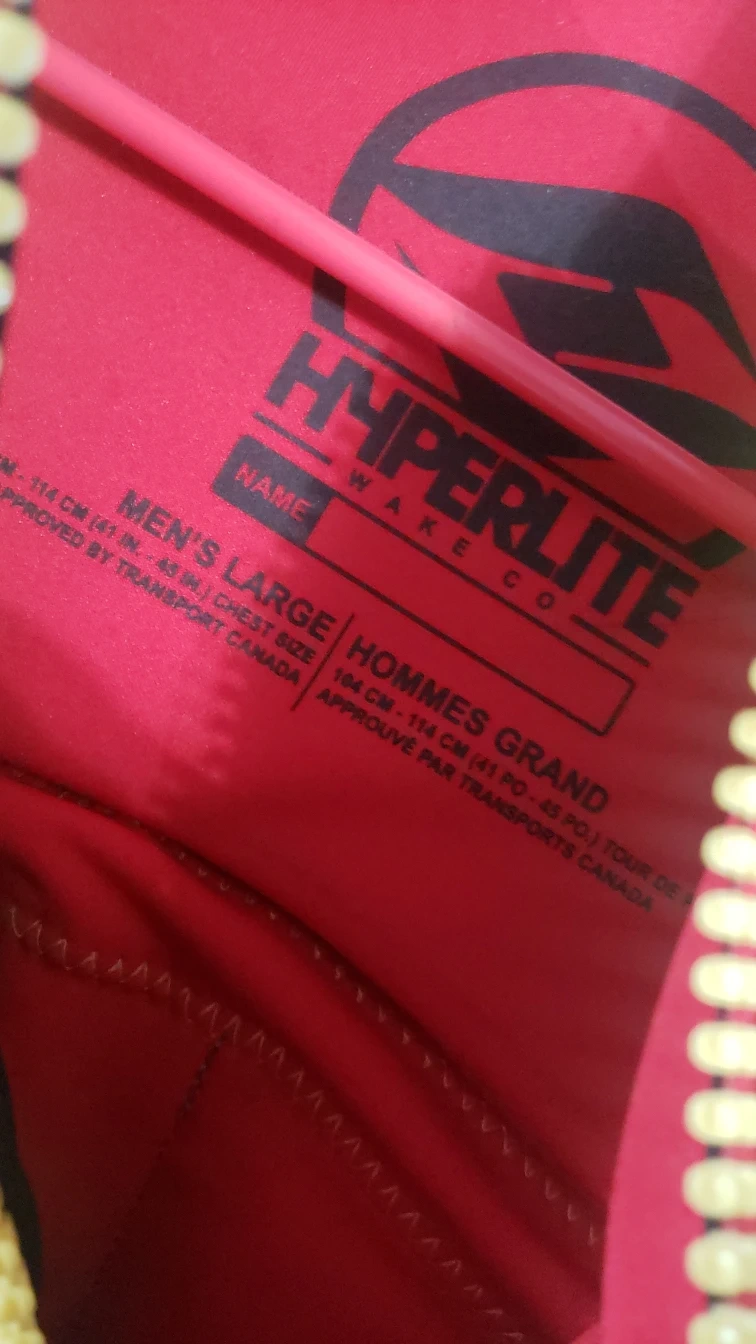 HYPERLITE
WAKE CO
NAME
MEN'S LARGE
CM - 114 CM (41 IN. - 45 IN.) CHEST SIZE
APPROVED BY TRANSPORT CANADA
HOMMES GRAND
104 CM - 114 CM (41 PO - 45 PO.) TOUR DE
APPROUVÉ PAR TRANSPORTS CANADA